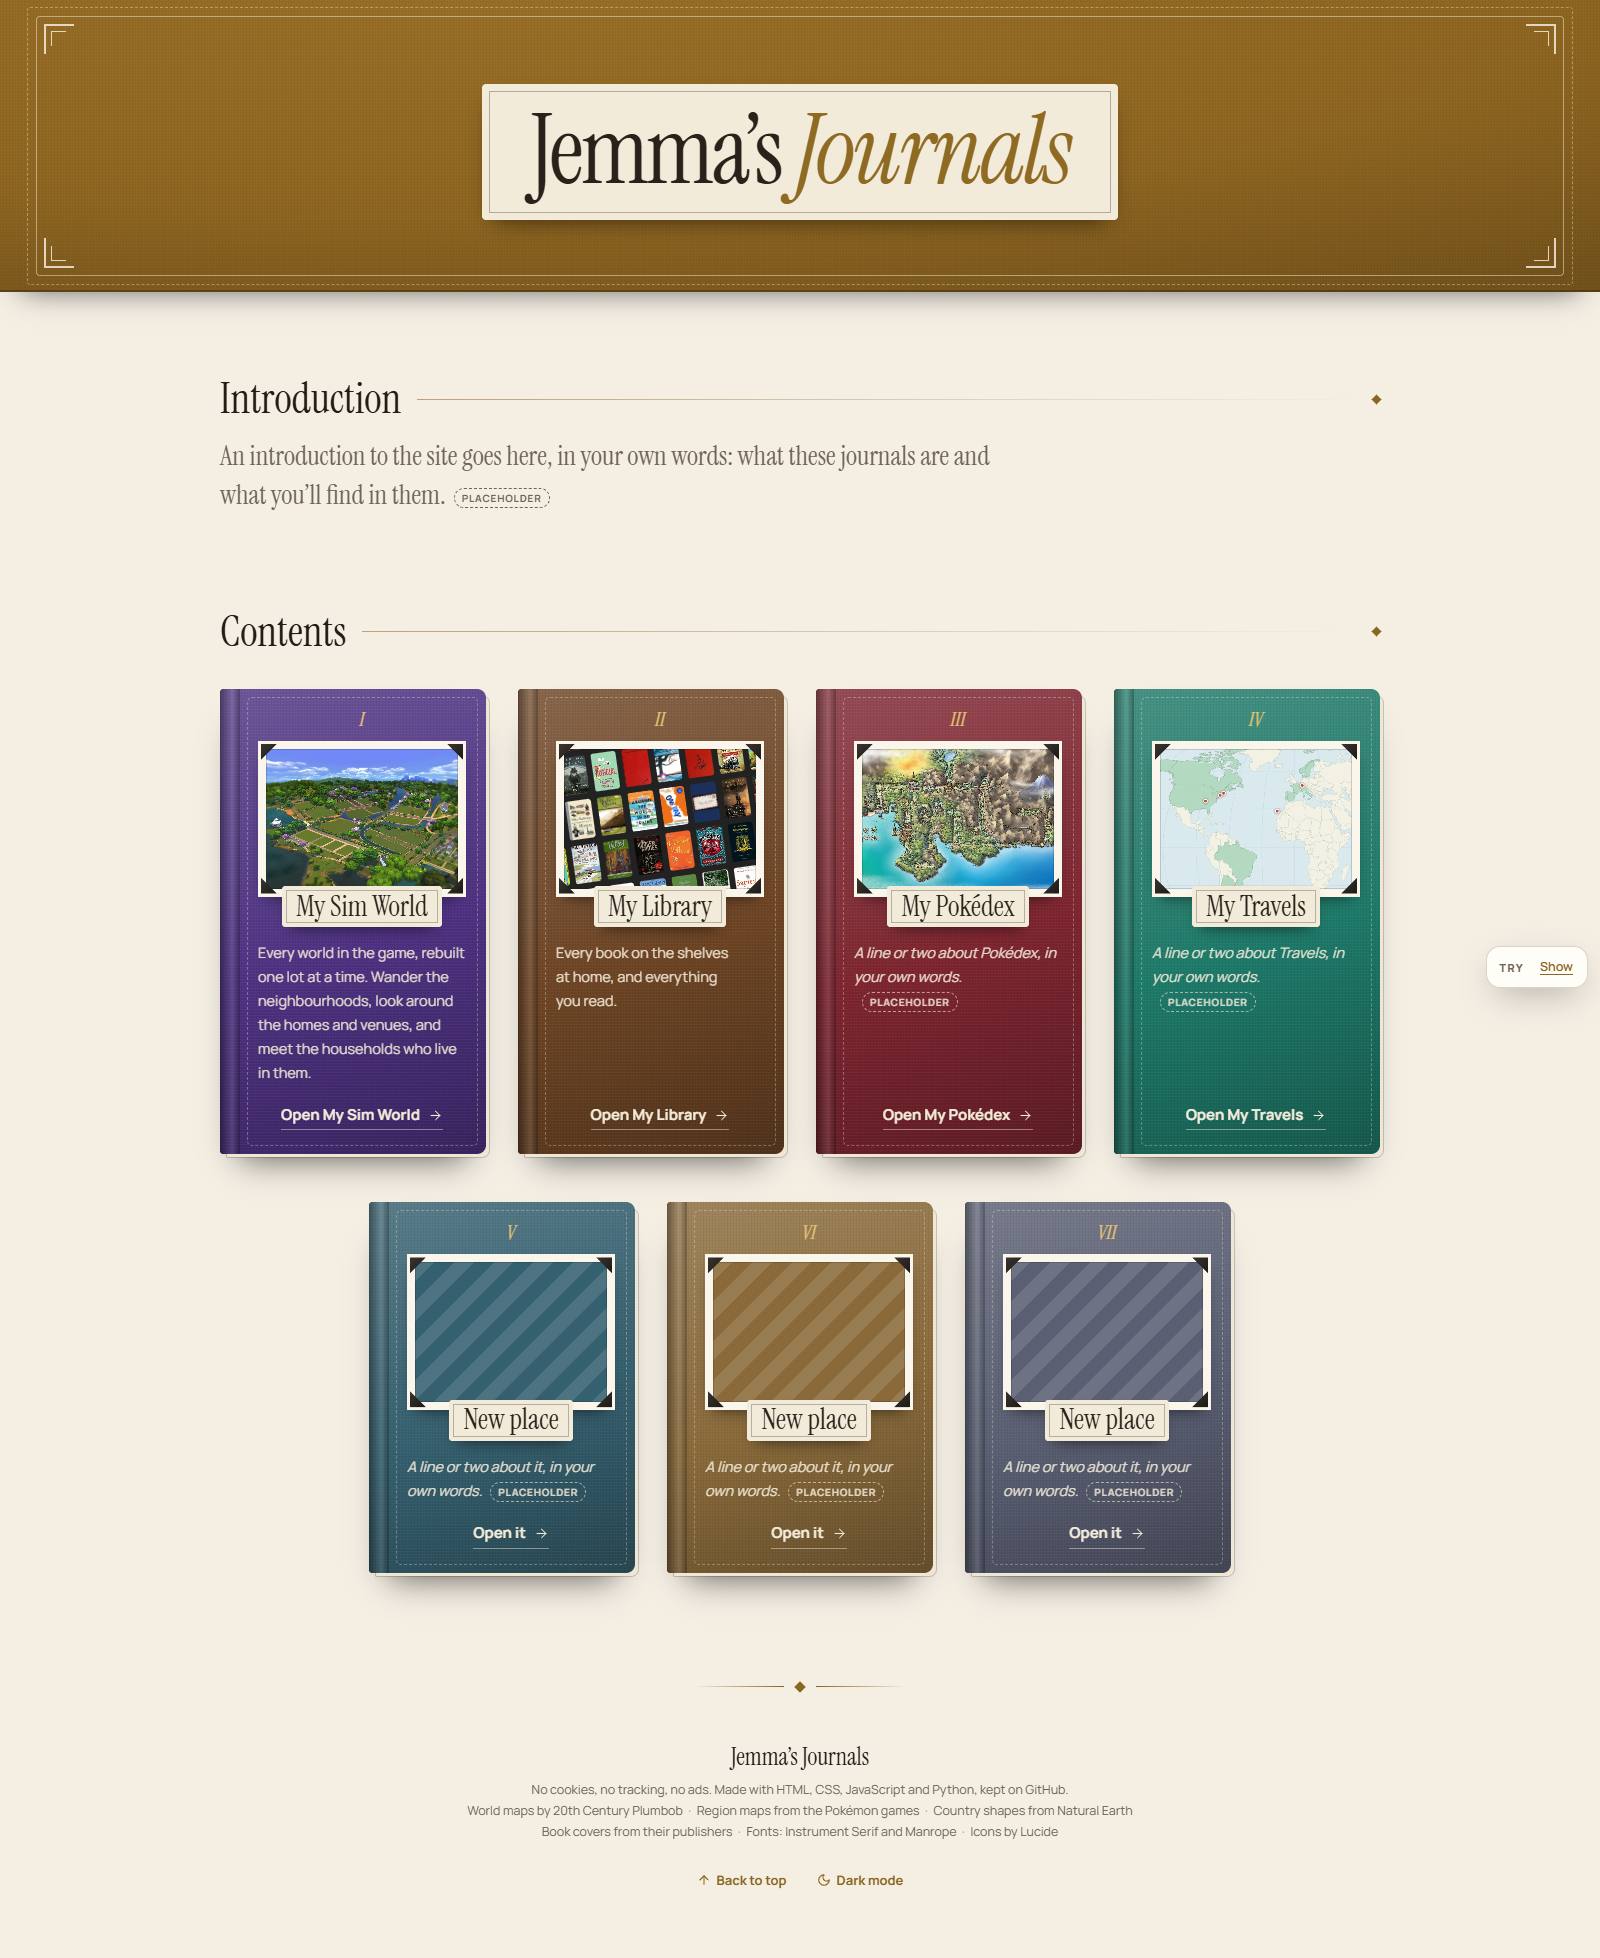 Jemma’s Journals
Introduction
An introduction to the site goes here, in your own words: what these journals are and
what you’ll find in them. PLACEHOLDER
Contents
I
My Sim World
Every world in the game, rebuilt
one lot at a time. Wander the
neighbourhoods, look around
the homes and venues, and
meet the households who live
in them.
Open My Sim World →
II
My Library
Every book on the shelves
at home, and everything
you read.
Open My Library →
III
My Pokédex
A line or two about Pokédex, in
your own words.
PLACEHOLDER
Open My Pokédex →
IV
My Travels
A line or two about Travels, in
your own words.
PLACEHOLDER
Open My Travels →
TRY Show
V
New place
A line or two about it, in your
own words. PLACEHOLDER
Open it →
VI
New place
A line or two about it, in your
own words. PLACEHOLDER
Open it →
VII
New place
A line or two about it, in your
own words. PLACEHOLDER
Open it →
Jemma’s Journals
No cookies, no tracking, no ads. Made with HTML, CSS, JavaScript and Python, kept on GitHub.
World maps by 20th Century Plumbob · Region maps from the Pokémon games · Country shapes from Natural Earth
Book covers from their publishers · Fonts: Instrument Serif and Manrope · Icons by Lucide
↑ Back to top Dark mode